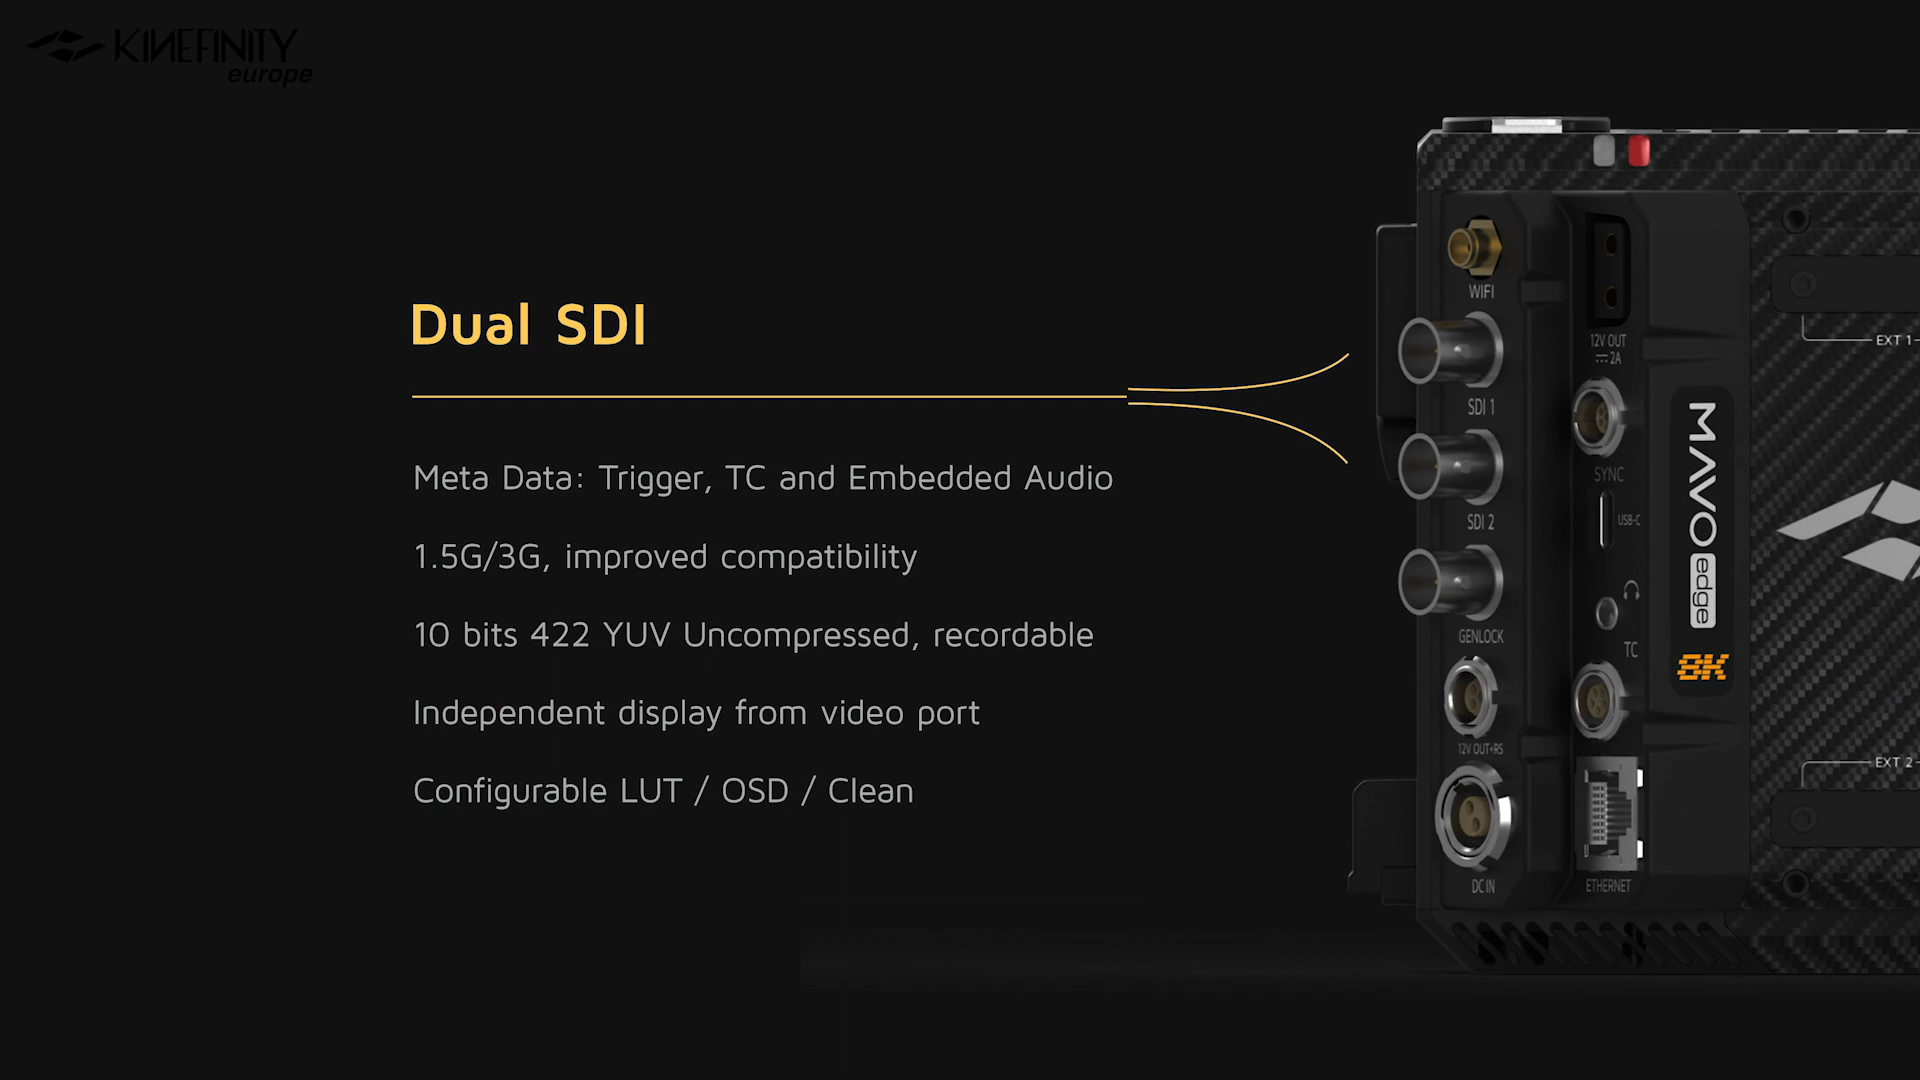 KINEFINITY
europe
Dual SDI
Meta Data: Trigger, TC and Embedded Audio
1.5G/3G, improved compatibility
10 bits 422 YUV Uncompressed, recordable
Independent display from video port
Configurable LUT / OSD / Clean
WIFI
SDI 1
SDI 2
GENLOCK
12V OUT+RS
DC IN
12V OUT
2A
SYNC
USB-C
TC
ETHERNET
MAVO edge
8K
EXT 1
EXT 2